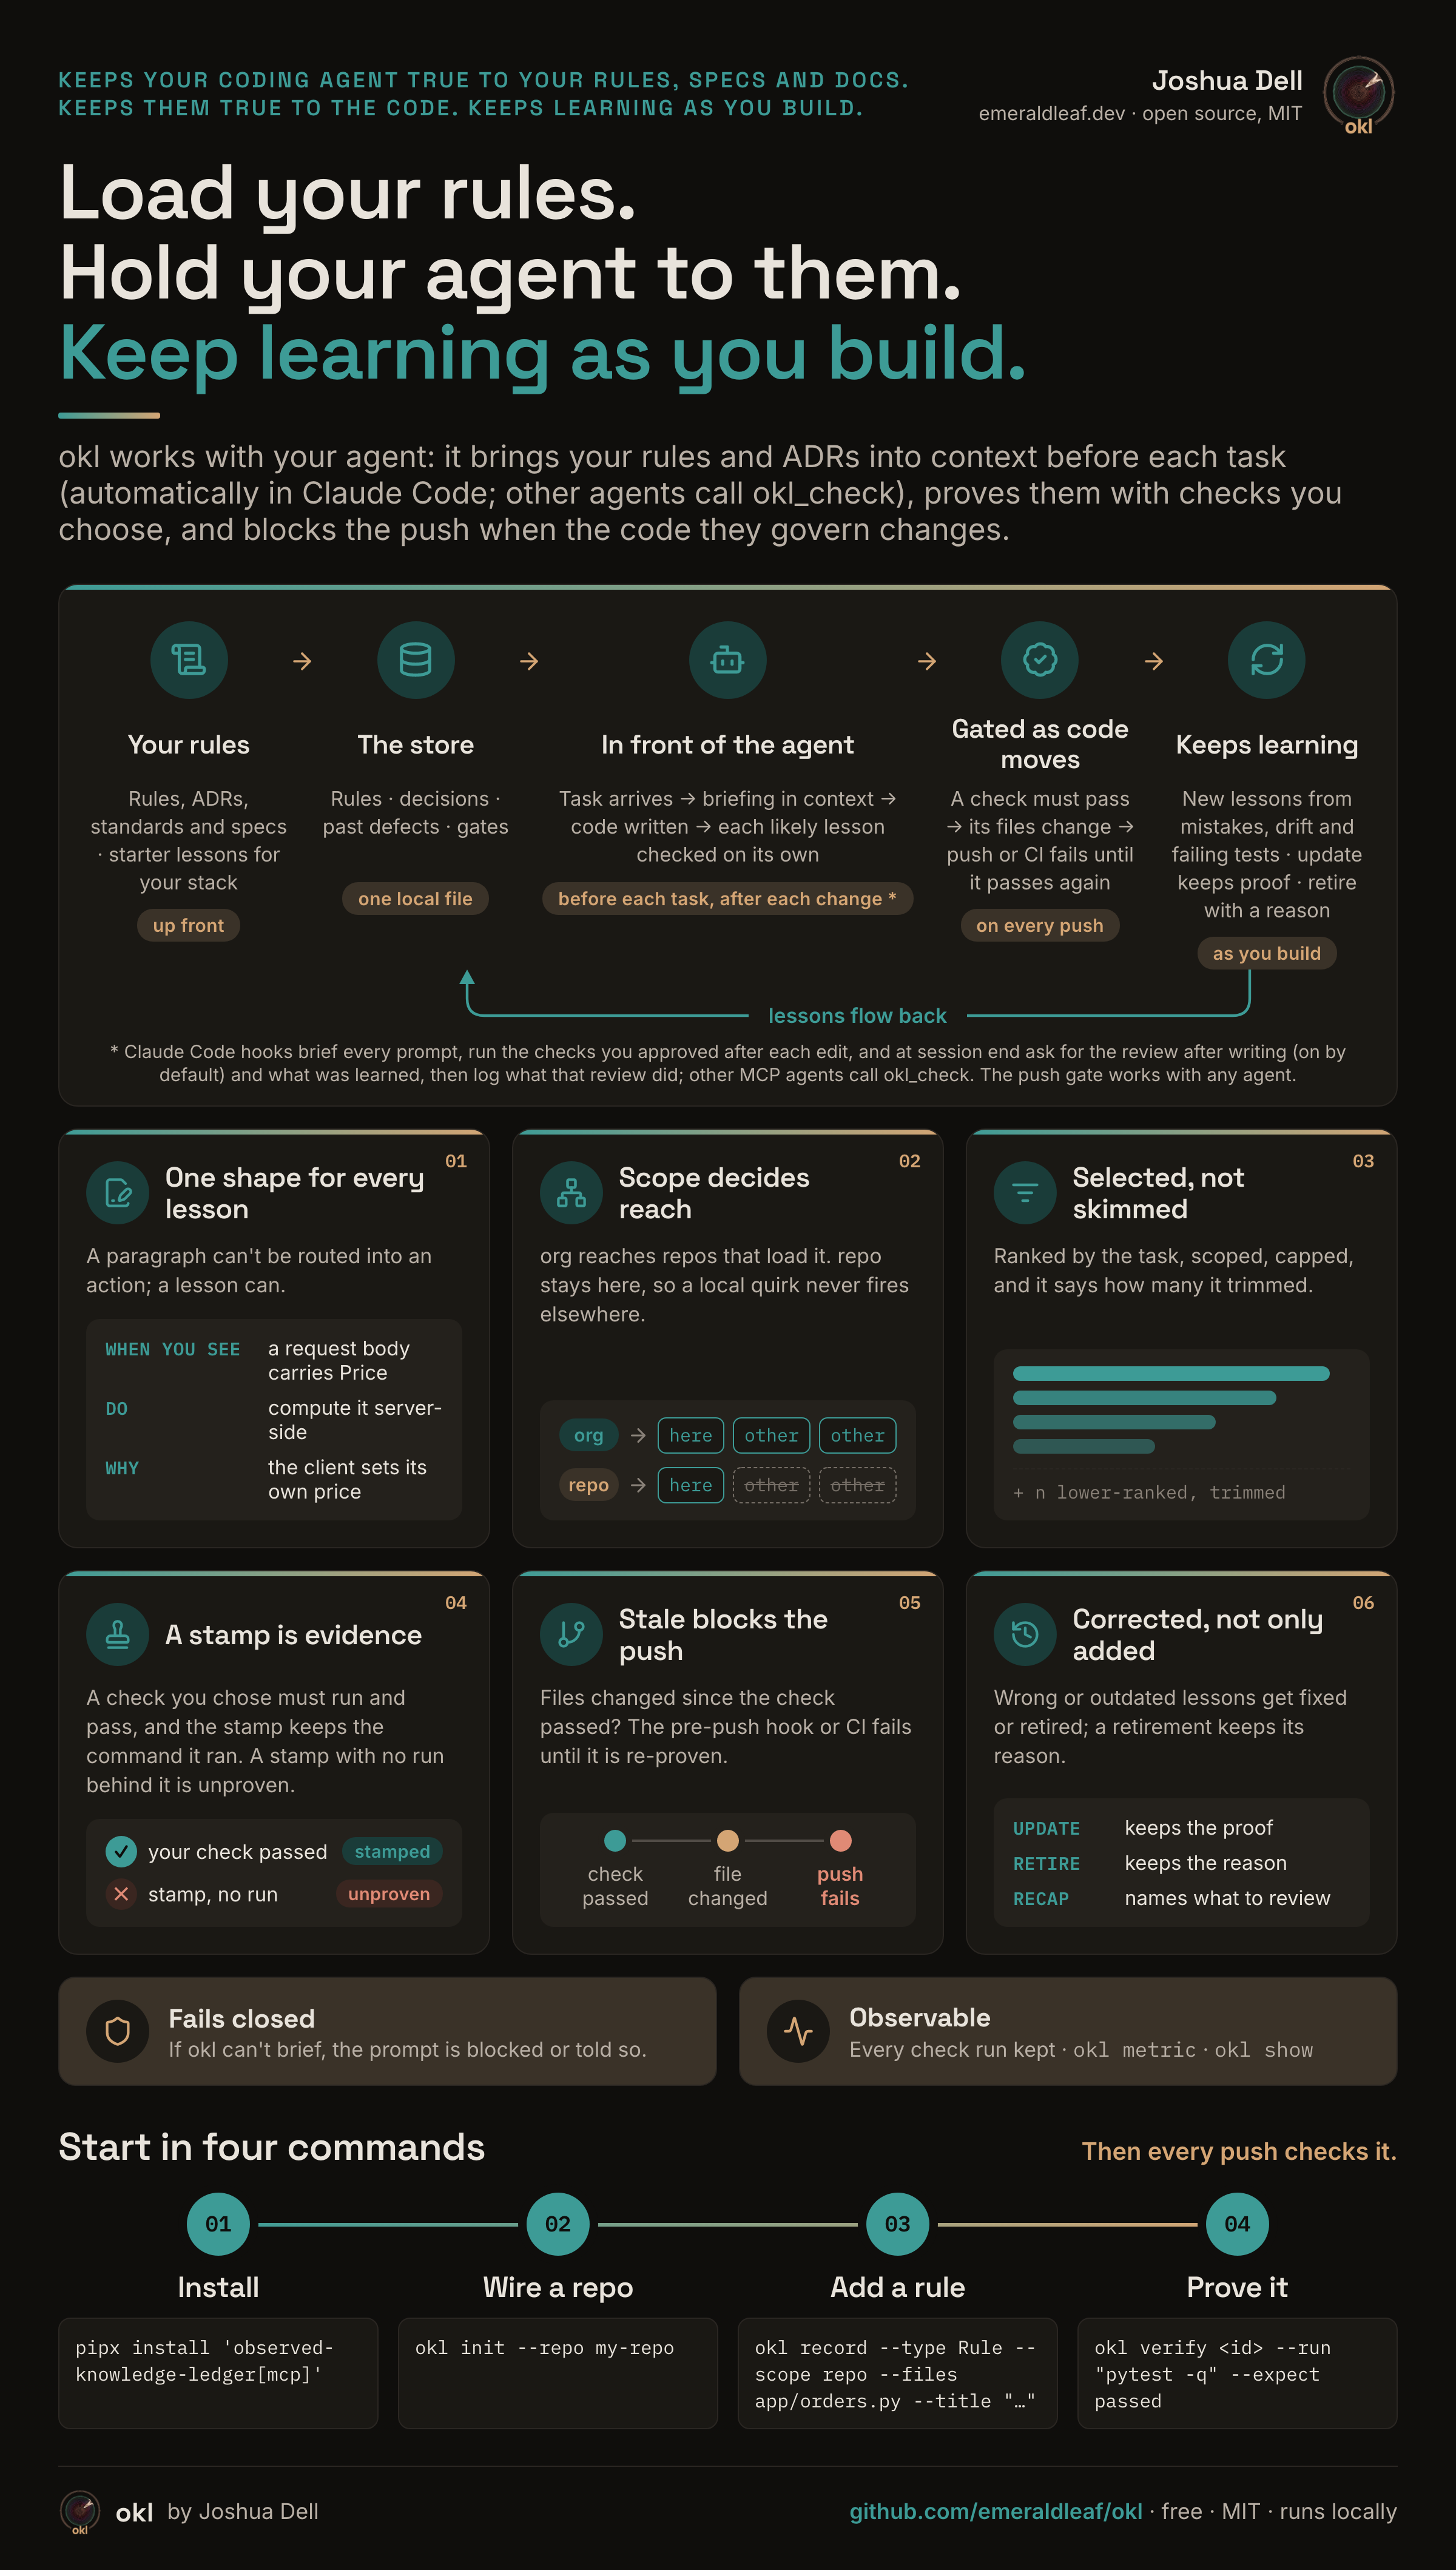 KEEPS YOUR CODING AGENT TRUE TO YOUR RULES, SPECS AND DOCS.
KEEPS THEM TRUE TO THE CODE. KEEPS LEARNING AS YOU BUILD.
Joshua Dell
emeraldleaf.dev · open source, MIT
okl
Load your rules.
Hold your agent to them.
Keep learning as you build.
okl works with your agent: it brings your rules and ADRs into context before each task
(automatically in Claude Code; other agents call okl_check), proves them with checks you
choose, and blocks the push when the code they govern changes.
→ → → →
Your rules
Rules, ADRs,
standards and specs
· starter lessons for
your stack
up front
The store
Rules · decisions ·
past defects · gates
one local file
In front of the agent
Task arrives → briefing in context →
code written → each likely lesson
checked on its own
before each task, after each change *
Gated as code
moves
A check must pass
→ its files change →
push or CI fails until
it passes again
on every push
Keeps learning
New lessons from
mistakes, drift and
failing tests · update
keeps proof · retire
with a reason
as you build
lessons flow back
* Claude Code hooks brief every prompt, run the checks you approved after each edit, and at session end ask for the review after writing (on by
default) and what was learned, then log what that review did; other MCP agents call okl_check. The push gate works with any agent.
01
One shape for every
lesson
A paragraph can't be routed into an
action; a lesson can.
WHEN YOU SEE a request body
carries Price
DO compute it server-
side
WHY the client sets its
own price
02
Scope decides
reach
org reaches repos that load it. repo
stays here, so a local quirk never fires
elsewhere.
org → here other other
repo → here other other
03
Selected, not
skimmed
Ranked by the task, scoped, capped,
and it says how many it trimmed.
+ n lower-ranked, trimmed
04
A stamp is evidence
A check you chose must run and
pass, and the stamp keeps the
command it ran. A stamp with no run
behind it is unproven.
your check passed stamped
stamp, no run unproven
05
Stale blocks the
push
Files changed since the check
passed? The pre-push hook or CI fails
until it is re-proven.
check
passed
file
changed
push
fails
06
Corrected, not only
added
Wrong or outdated lessons get fixed
or retired; a retirement keeps its
reason.
UPDATE keeps the proof
RETIRE keeps the reason
RECAP names what to review
Fails closed
If okl can't brief, the prompt is blocked or told so.
Observable
Every check run kept · okl metric · okl show
Start in four commands
Then every push checks it.
01
02
03
04
Install
Wire a repo
Add a rule
Prove it
pipx install 'observed-
knowledge-ledger[mcp]'
okl init --repo my-repo
okl record --type Rule --
scope repo --files
app/orders.py --title "…"
okl verify <id> --run
"pytest -q" --expect
passed
okl
okl by Joshua Dell
github.com/emeraldleaf/okl · free · MIT · runs locally